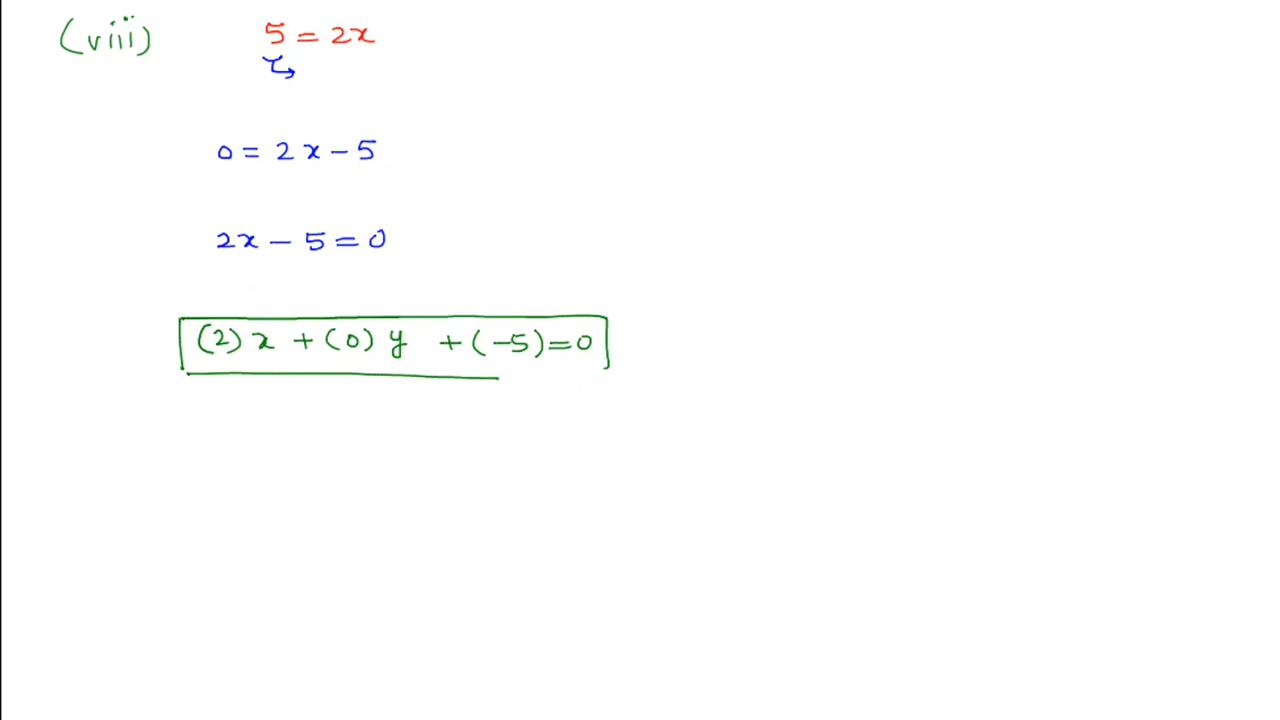 (viii) 5 = 2x
0 = 2x - 5
2x - 5 = 0
(2) x + (0) y + (-5) = 0